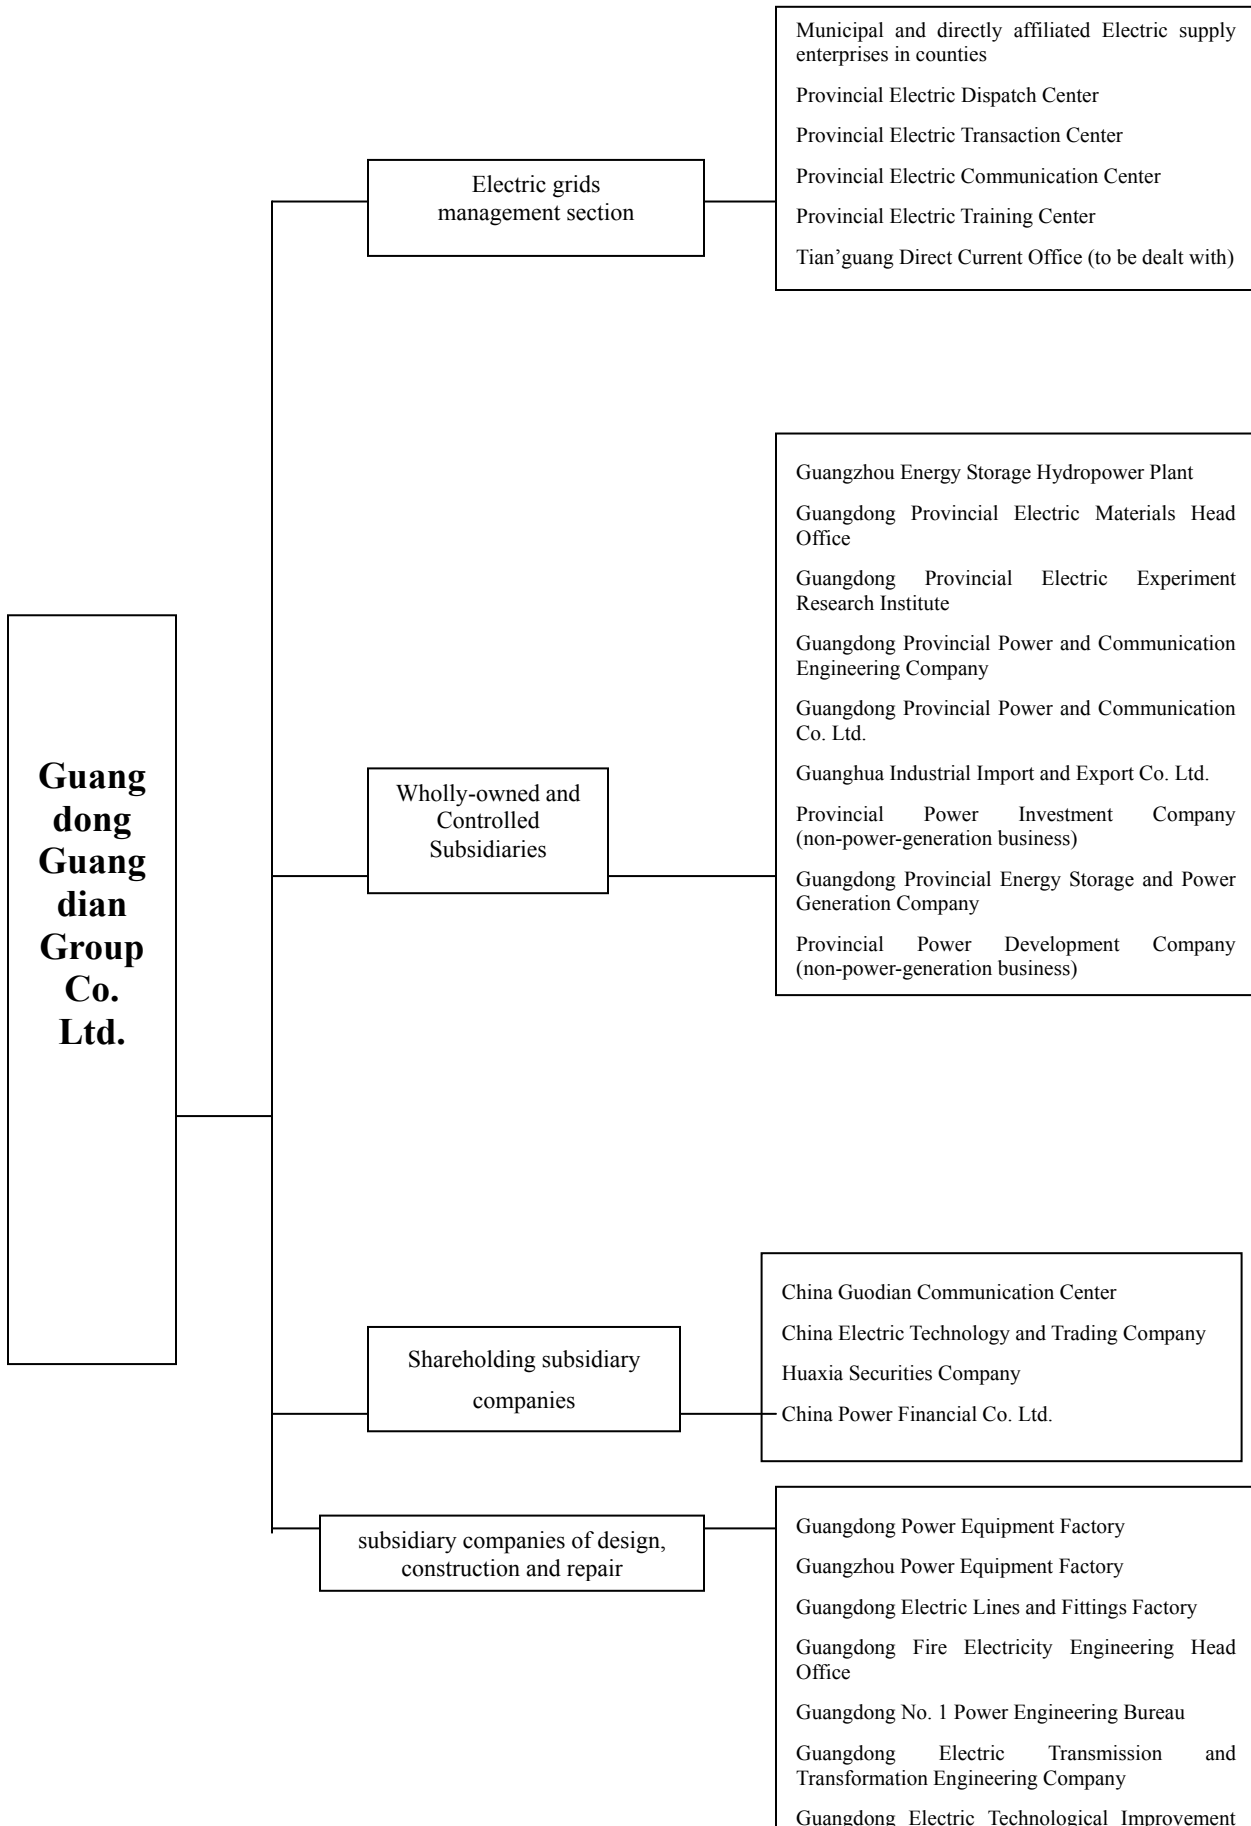 Municipal and directly affiliated Electric supply
enterprises in counties
Provincial Electric Dispatch Center
Provincial Electric Transaction Center
Provincial Electric Communication Center
Provincial Electric Training Center
Tian’guang Direct Current Office (to be dealt with)
Electric grids
management section
Guangzhou Energy Storage Hydropower Plant
Guangdong Provincial Electric Materials Head
Office
Guangdong Provincial Electric Experiment
Research Institute
Guangdong Provincial Power and Communication
Engineering Company
Guangdong Provincial Power and Communication
Co. Ltd.
Guanghua Industrial Import and Export Co. Ltd.
Provincial Power Investment Company
(non-power-generation business)
Guangdong Provincial Energy Storage and Power
Generation Company
Provincial Power Development Company
(non-power-generation business)
Guang
dong
Guang
dian
Group
Co.
Ltd.
Wholly-owned and
Controlled
Subsidiaries
China Guodian Communication Center
China Electric Technology and Trading Company
Huaxia Securities Company
China Power Financial Co. Ltd.
Shareholding subsidiary
companies
subsidiary companies of design,
construction and repair
Guangdong Power Equipment Factory
Guangzhou Power Equipment Factory
Guangdong Electric Lines and Fittings Factory
Guangdong Fire Electricity Engineering Head
Office
Guangdong No. 1 Power Engineering Bureau
Guangdong Electric Transmission and
Transformation Engineering Company
Guangdong Electric Technological Improvement